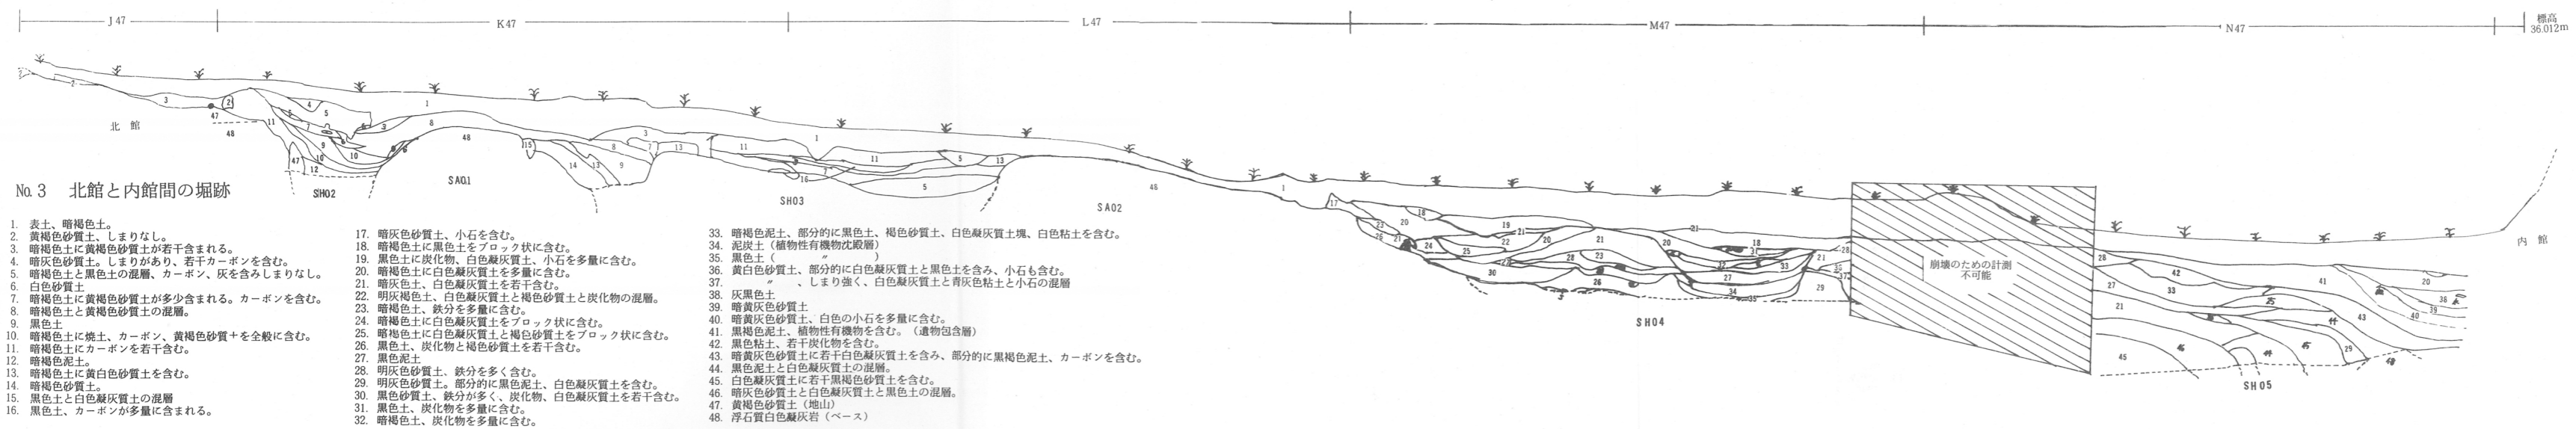 J 47
K47
L 47
M47
N47
標高
36.012m
北 館
内 館
崩壊のための計測
不可能
SH02
SA01
SH03
SA02
SH04
SH05
№3 北館と内館間の堀跡
1. 表土、暗褐色土。
2. 黄褐色砂質土、しまりなし。
3. 暗褐色土に黄褐色砂質土が若干含まれる。
4. 暗灰色砂質土。しまりがあり、若干カーボンを含む。
5. 暗褐色土と黒色土の混層、カーボン、灰を含みしまりなし。
6. 白色砂質土
7. 暗褐色土に黄褐色砂質土が多少含まれる。カーボンを含む。
8. 暗褐色土と黄褐色砂質土の混層。
9. 黒色土
10. 暗褐色土に焼土、カーボン、黄褐色砂質+を全般に含む。
11. 暗褐色土にカーボンを若干含む。
12. 暗褐色泥土。
13. 暗褐色土に黄白色砂質土を含む。
14. 暗褐色砂質土。
15. 黒色土と白色凝灰質土の混層
16. 黒色土、カーボンが多量に含まれる。
17. 暗灰色砂質土、小石を含む。
18. 暗褐色土に黒色土をブロック状に含む。
19. 黒色土に炭化物、白色凝灰質土、小石を多量に含む。
20. 暗褐色土に白色凝灰質土を多量に含む。
21. 暗灰色土、白色凝灰質土を若干含む。
22. 明灰褐色土、白色凝灰質土と褐色砂質土と炭化物の混層。
23. 暗褐色土、鉄分を多量に含む。
24. 暗褐色土に白色凝灰質土をブロック状に含む。
25. 暗褐色土に白色凝灰質土と褐色砂質土をブロック状に含む。
26. 黒色土、炭化物と褐色砂質土を若干含む。
27. 黒色泥土
28. 明灰色砂質土、鉄分を多く含む。
29. 明灰色砂質土。部分的に黒色泥土、白色凝灰質土を含む。
30. 黒色砂質土、鉄分が多く、炭化物、白色凝灰質土を若干含む。
31. 黒色土、炭化物を多量に含む。
32. 暗褐色土、炭化物を多量に含む。
33. 暗褐色泥土、部分的に黒色土、褐色砂質土、白色凝灰質土塊、白色粘土を含む。
34. 泥炭土（植物性有機物沈殿層）
35. 黒色土（ 〃 ）
36. 黄白色砂質土、部分的に白色凝灰質土と黒色土を含み、小石も含む。
37. 〃 、しまり強く、白色凝灰質土と青灰色粘土と小石の混層
38. 灰黒色土
39. 暗黄灰色砂質土
40. 暗黄灰色砂質土、白色の小石を多量に含む。
41. 黒褐色泥土、植物性有機物を含む。（遺物包含層）
42. 黒色粘土、若干炭化物を含む。
43. 暗黄灰色砂質土に若干白色凝灰質土を含み、部分的に黒褐色泥土、カーボンを含む。
44. 黒色泥土と白色凝灰質土の混層。
45. 白色凝灰質土に若干黒褐色砂質土を含む。
46. 暗灰色砂質土と白色凝灰質土と黒色土の混層。
47. 黄褐色砂質土（地山）
48. 浮石質白色凝灰岩（ベース）